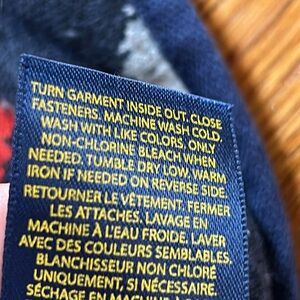 TURN GARMENT INSIDE OUT. CLOSE
FASTENERS. MACHINE WASH COLD.
WASH WITH LIKE COLORS. ONLY
NON-CHLORINE BLEACH WHEN
NEEDED. TUMBLE DRY LOW. WARM
IRON IF NEEDED ON REVERSE SIDE.
RETOURNER LE VÊTEMENT. FERMER
LES ATTACHES. LAVAGE EN
MACHINE À L'EAU FROIDE. LAVER
AVEC DES COULEURS SEMBLABLES.
BLANCHISSEUR NON CHLORÉ
UNIQUEMENT, SI NÉCESSAIRE.
SÉCHAGE EN MACHINE À